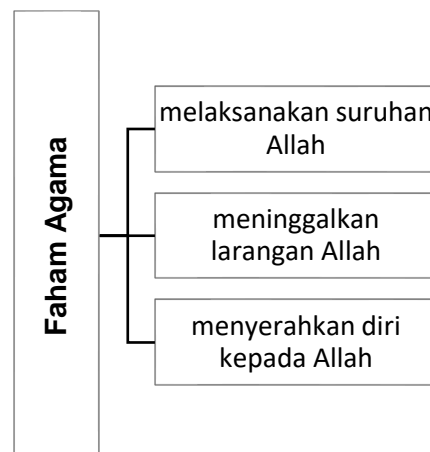 Faham Agama
melaksanakan suruhan
Allah
meninggalkan
larangan Allah
menyerahkan diri
kepada Allah